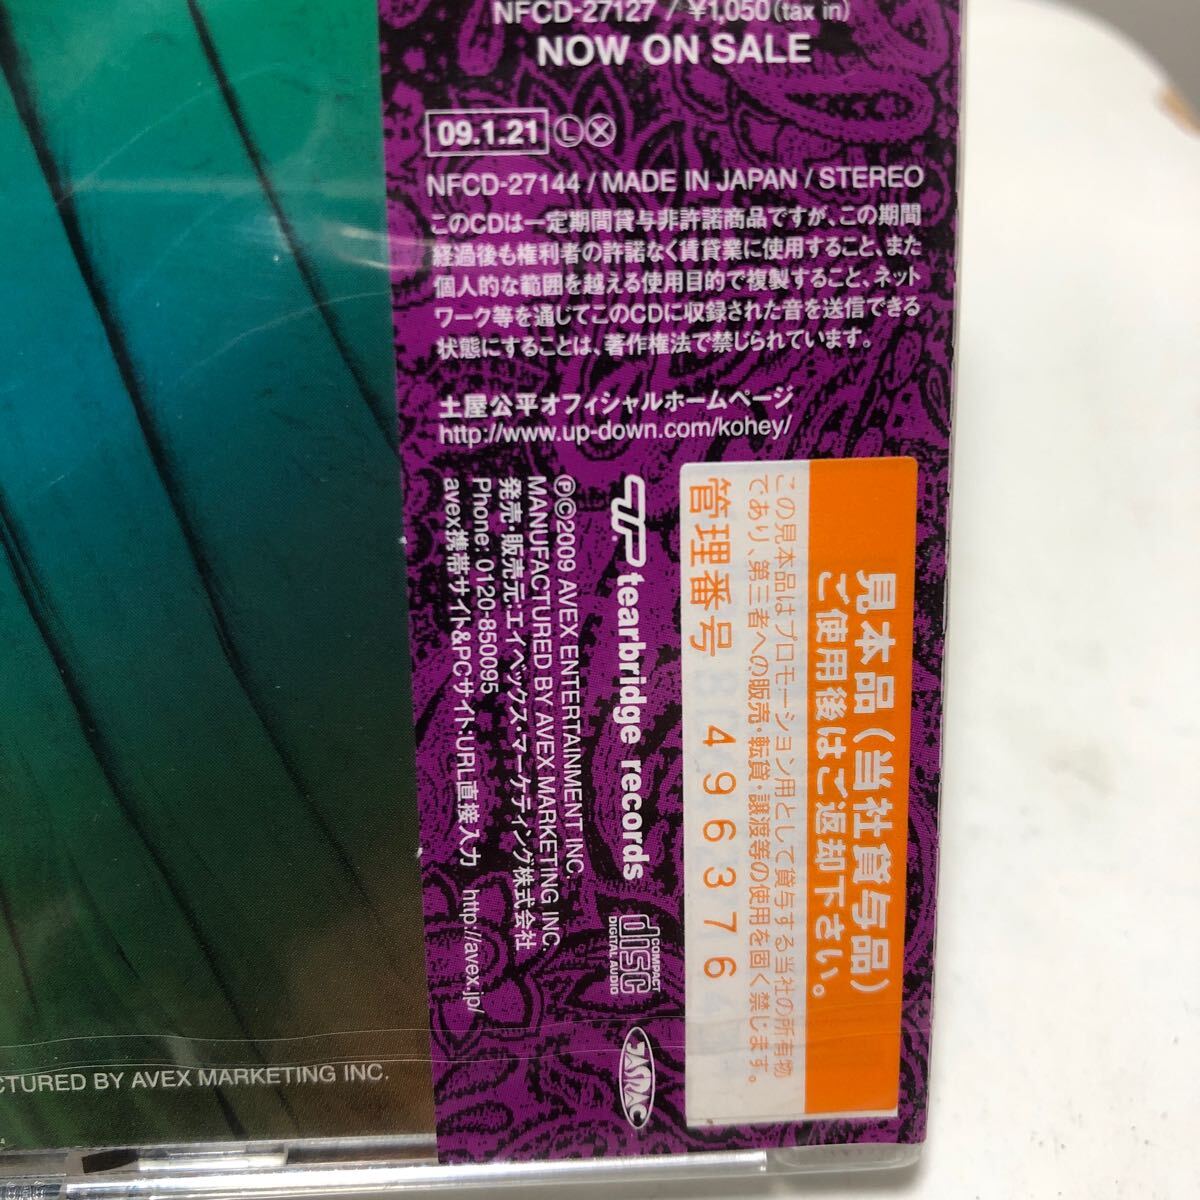 NFCD-27127 / ¥1,050(tax in)
NOW ON SALE
09.1.21 Ⓛ Ⓧ
NFCD-27144 / MADE IN JAPAN / STEREO
このCDは一定期間貸与非許諾商品ですが、この期間
経過後も権利者の許諾なく賃貸業に使用すること、また
個人的な範囲を越える使用目的で複製すること、ネット
ワーク等を通じてこのCDに収録された音を送信できる
状態にすることは、著作権法で禁じられています。
土屋公平オフィシャルホームページ
http://www.up-down.com/kohey/
見本品(当社貸与品)
ご使用後はご返却下さい。
この見本品はプロモーション用として貸与する当社の所有物
であり、第三者への販売・転貸・譲渡等の使用を固く禁じます。
管理番号 496376
tearbridge records
COMPACT
disc
DIGITAL AUDIO
JASRAC
ⓅⒸ2009 AVEX ENTERTAINMENT INC.
MANUFACTURED BY AVEX MARKETING INC.
発売・販売元:エイベックス・マーケティング株式会社
Phone: 0120-850095
avex携帯サイト&PCサイト:URL直接入力 http://avex.jp/
CTURED BY AVEX MARKETING INC.